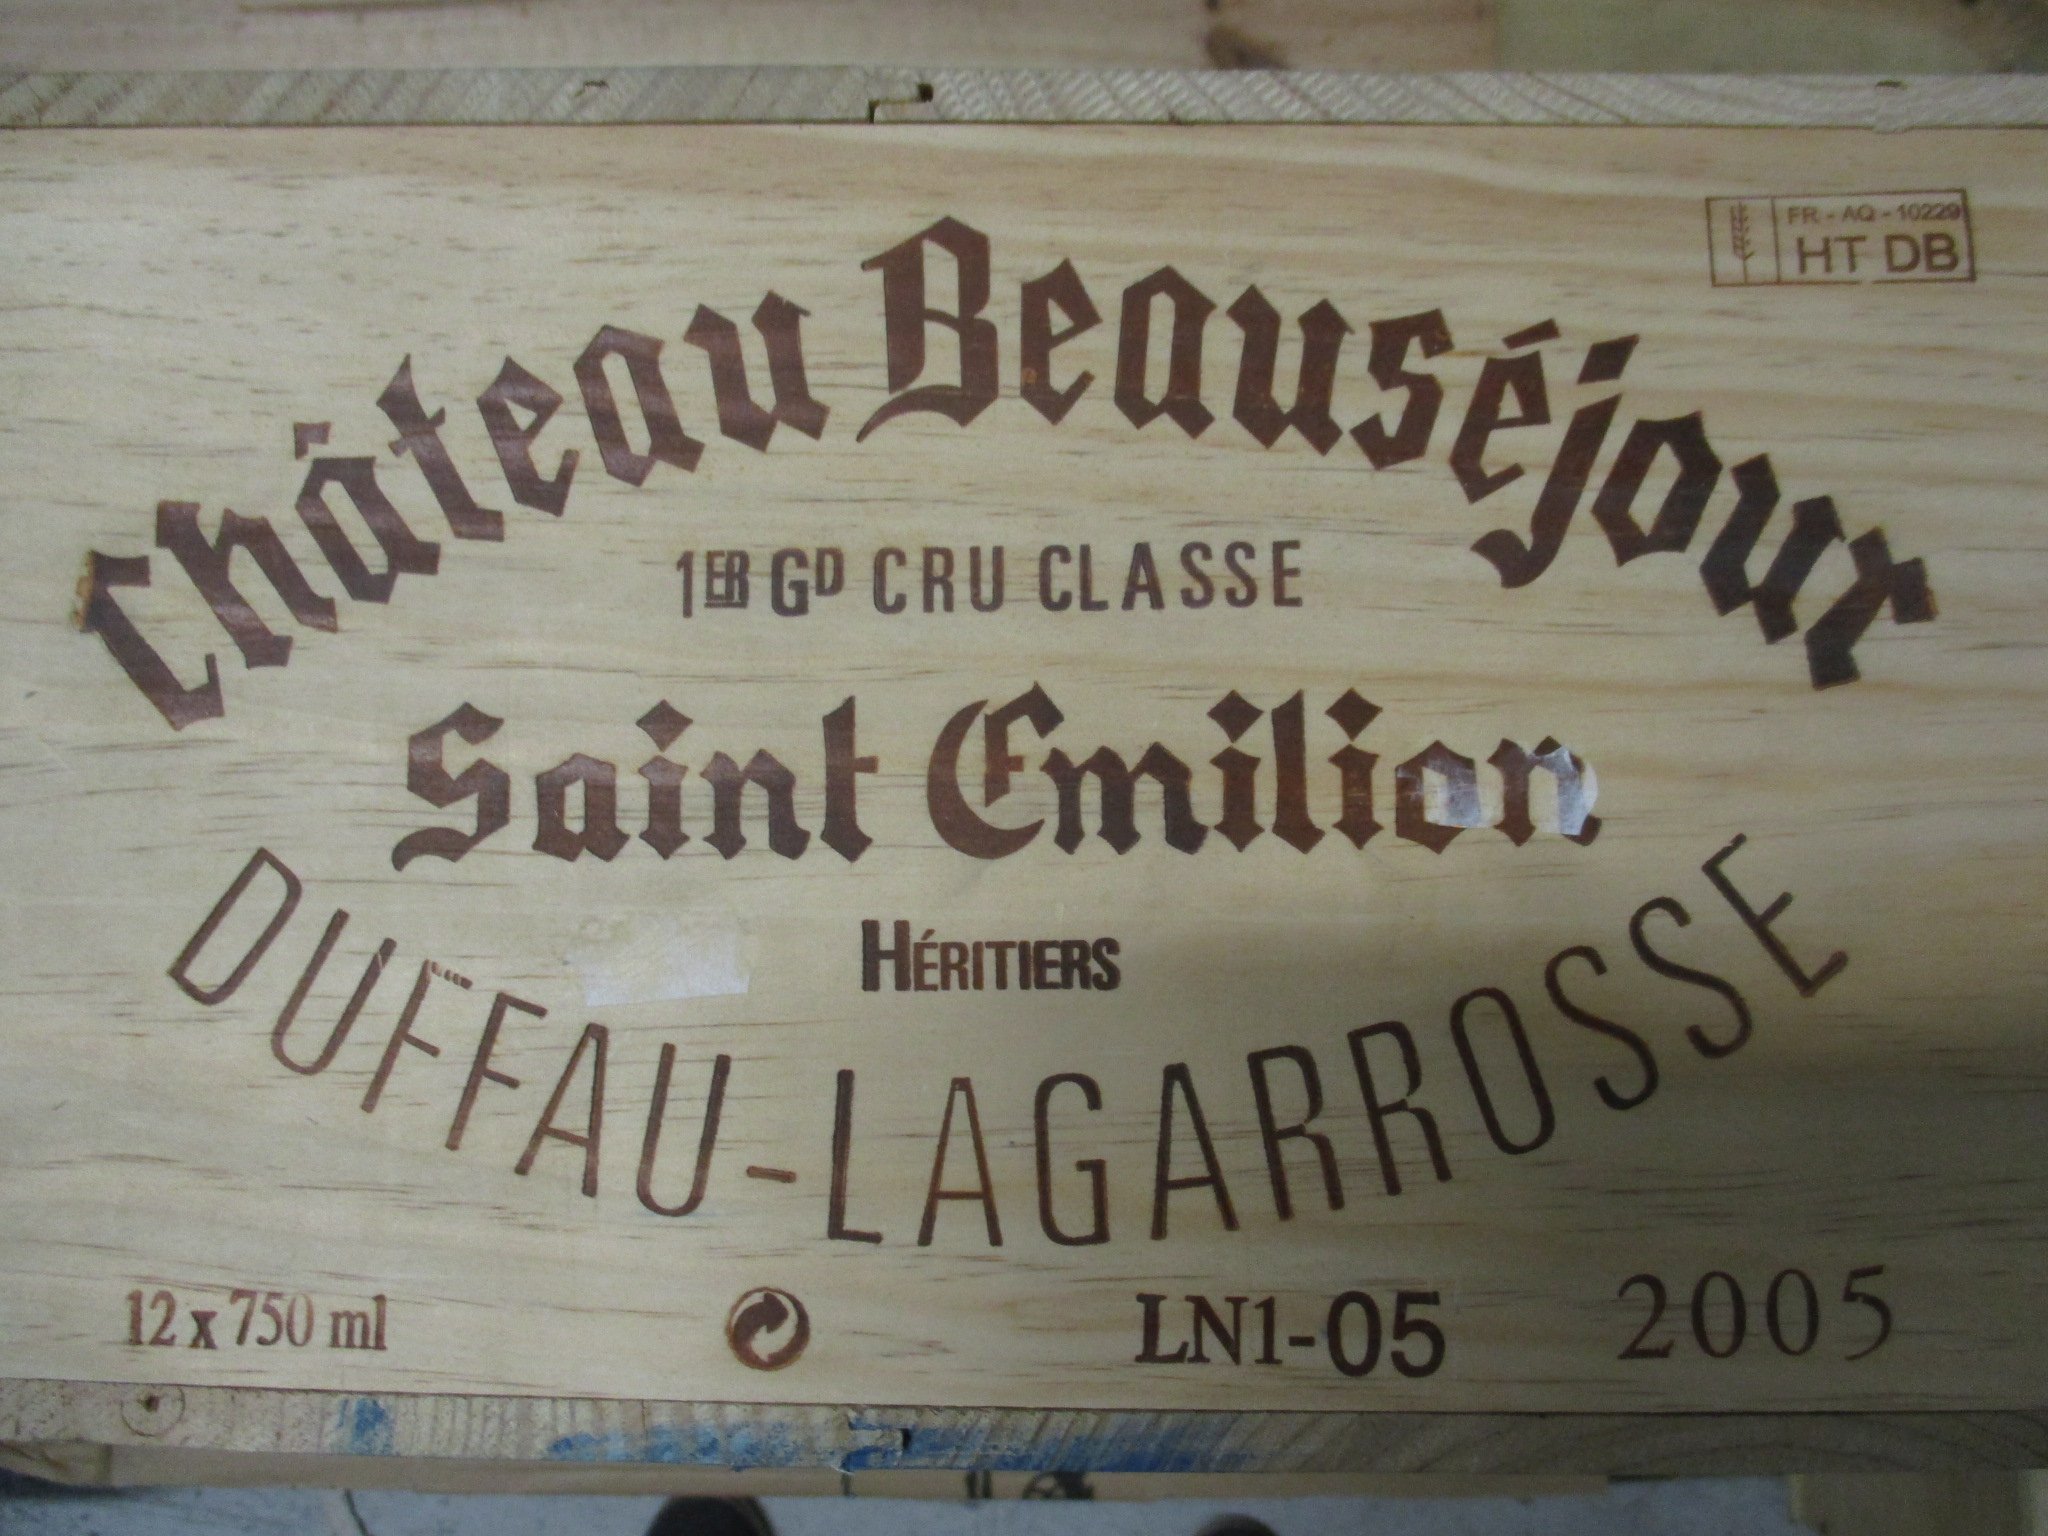 FR - AQ - 10229
HT DB
Château Beauséjour
1ER GD CRU CLASSE
Saint Emilion
HÉRITIERS
DUFFAU-LAGARROSSE
12 x 750 ml
LN1-05
2005